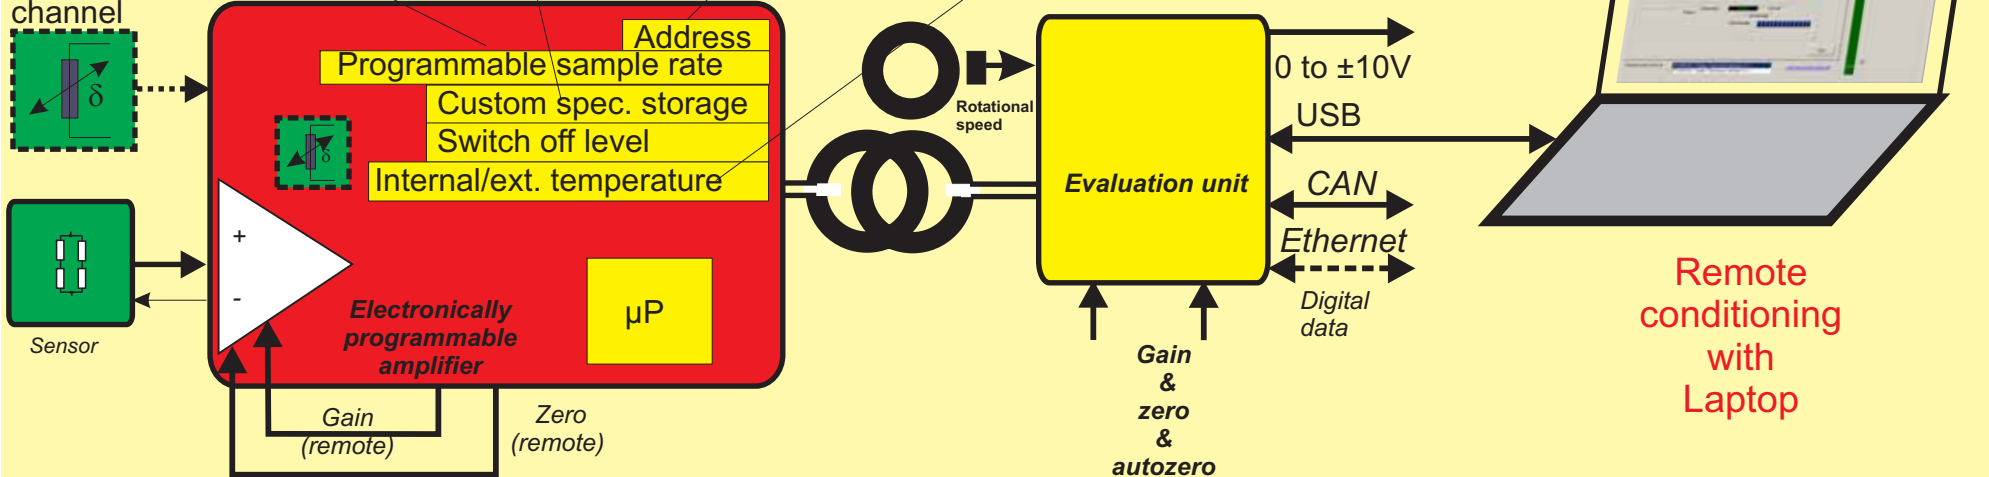 channel
δ
Address
Programmable sample rate
Custom spec. storage
Switch off level
Internal/ext. temperature
δ
+
-
Sensor
Electronically
programmable
amplifier
µP
Gain
(remote)
Zero
(remote)
Rotational
speed
Evaluation unit
0 to ±10V
USB
CAN
Ethernet
Digital
data
Gain
&
zero
&
autozero
Remote
conditioning
with
Laptop